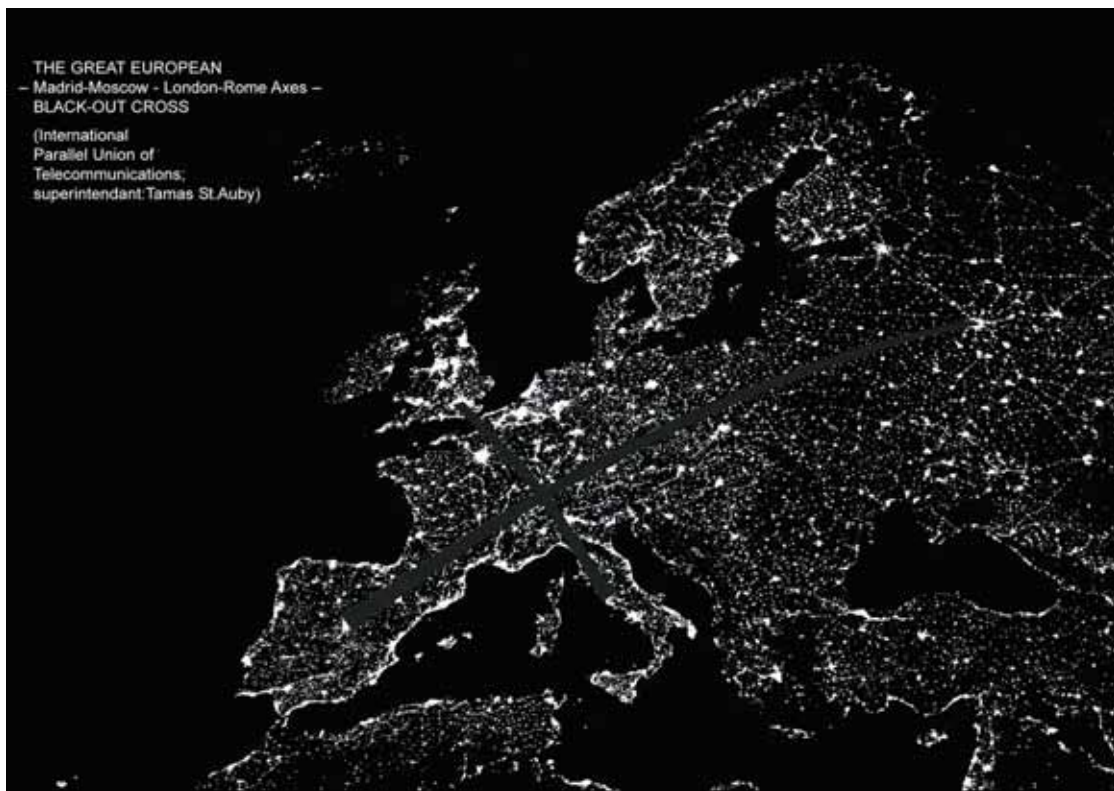 THE GREAT EUROPEAN
– Madrid-Moscow - London-Rome Axes –
BLACK-OUT CROSS
(International
Parallel Union of
Telecommunications;
superintendant:Tamas St.Auby)